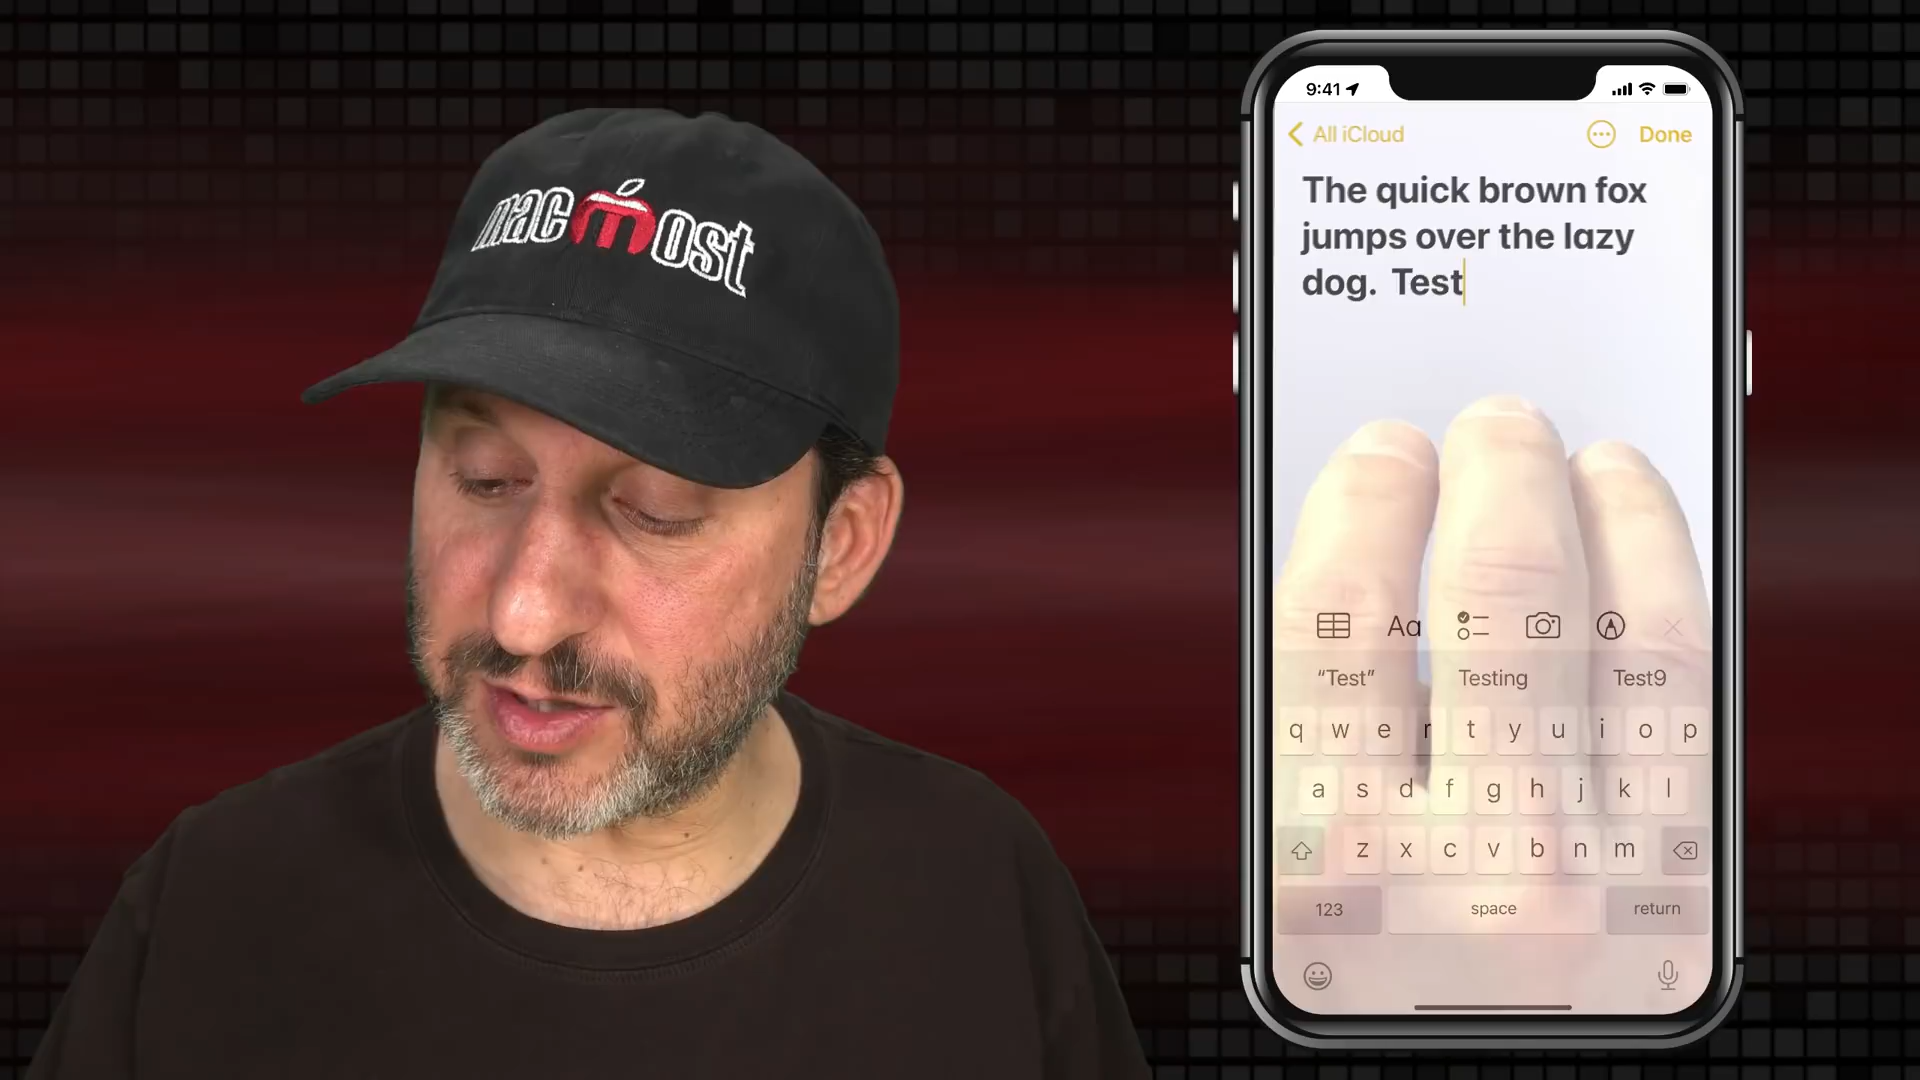 macmost
9:41
All iCloud
Done
The quick brown fox
jumps over the lazy
dog. Test
Aa
“Test” Testing Test9
q w e r t y u i o p
a s d f g h j k l
z x c v b n m
123 space return